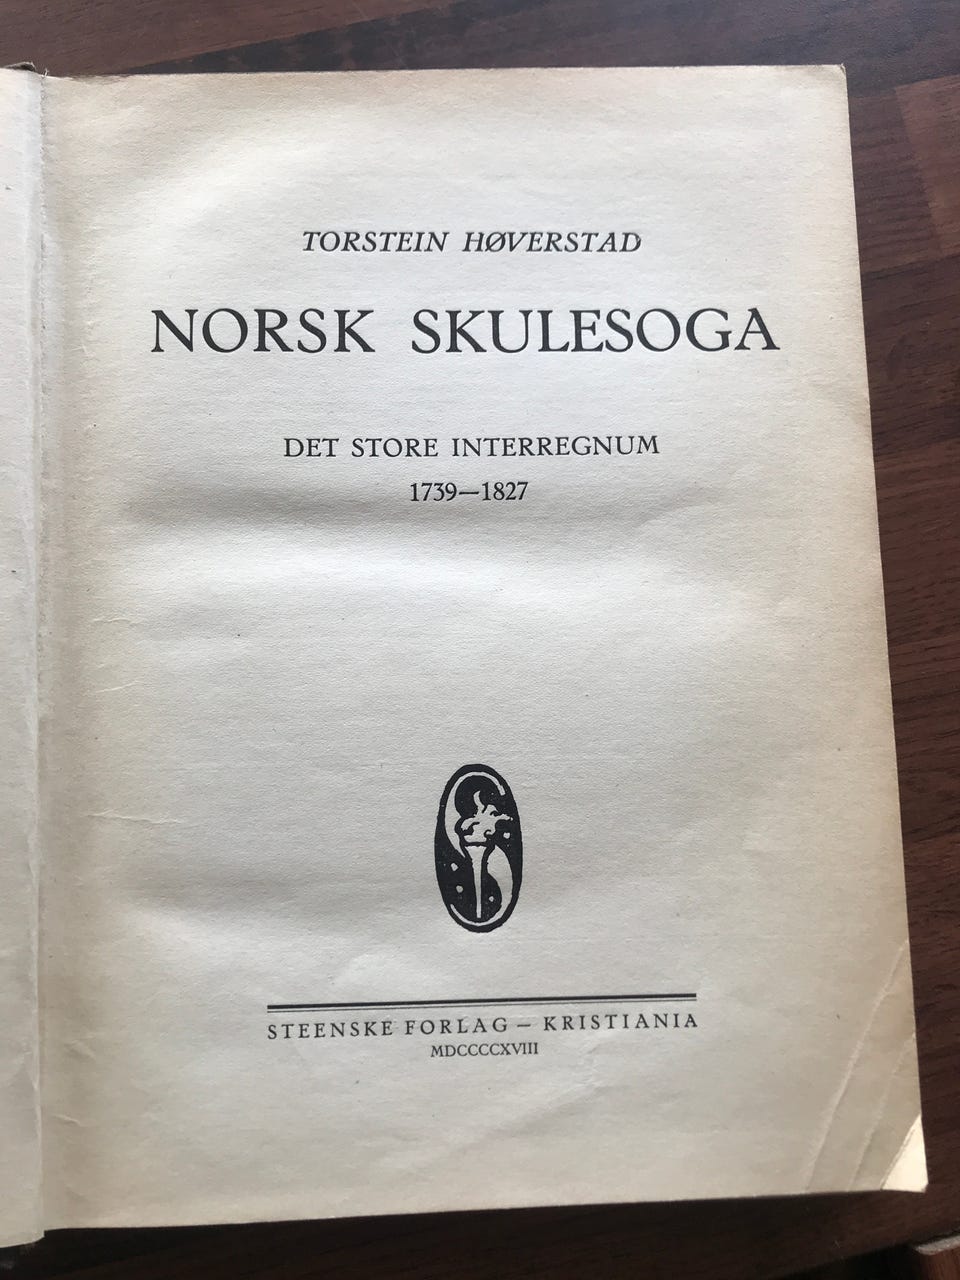 TORSTEIN HØVERSTAD
NORSK SKULESOGA
DET STORE INTERREGNUM
1739—1827
STEENSKE FORLAG – KRISTIANIA
MDCCCCXVIII